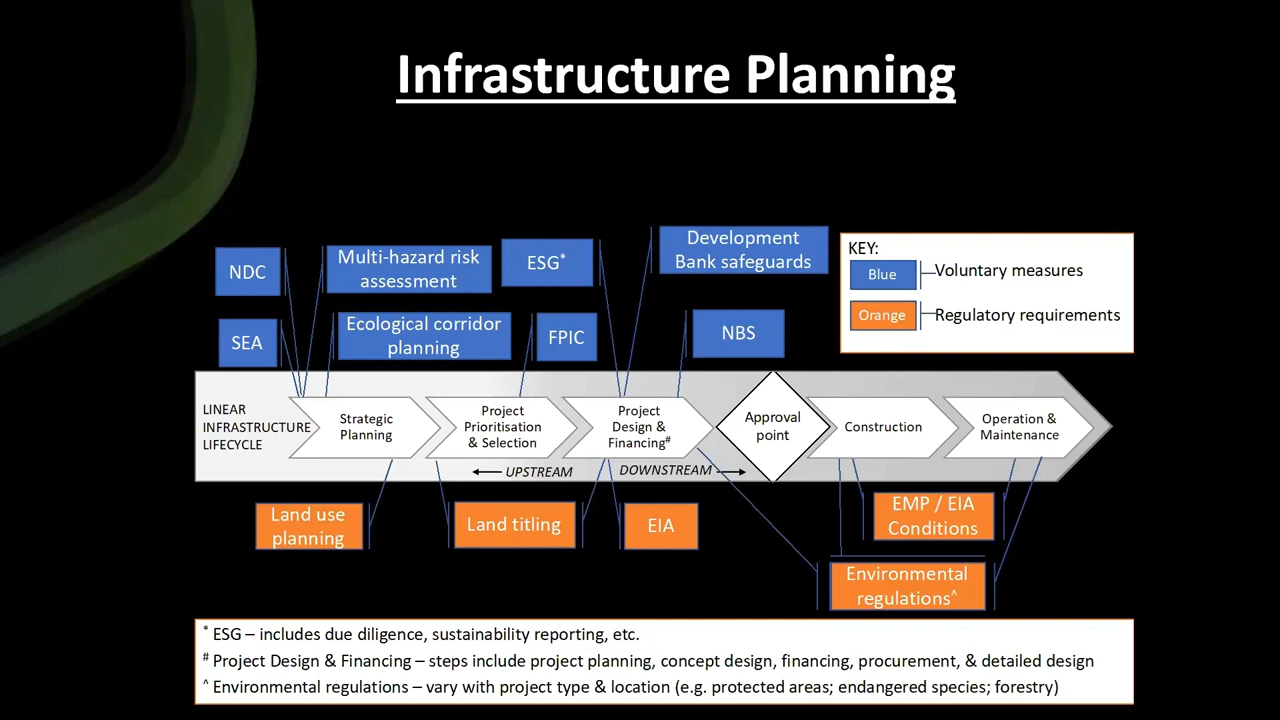 Infrastructure Planning
NDC
Multi-hazard risk
assessment
ESG*
Development
Bank safeguards
KEY:
Blue
Voluntary measures
Orange
Regulatory requirements
SEA
Ecological corridor
planning
FPIC
NBS
LINEAR
INFRASTRUCTURE
LIFECYCLE
Strategic
Planning
Project
Prioritisation
& Selection
Project
Design &
Financing#
Approval
point
Construction
Operation &
Maintenance
UPSTREAM
DOWNSTREAM
Land use
planning
Land titling
EIA
EMP / EIA
Conditions
Environmental
regulations^
* ESG – includes due diligence, sustainability reporting, etc.
# Project Design & Financing – steps include project planning, concept design, financing, procurement, & detailed design
^ Environmental regulations – vary with project type & location (e.g. protected areas; endangered species; forestry)